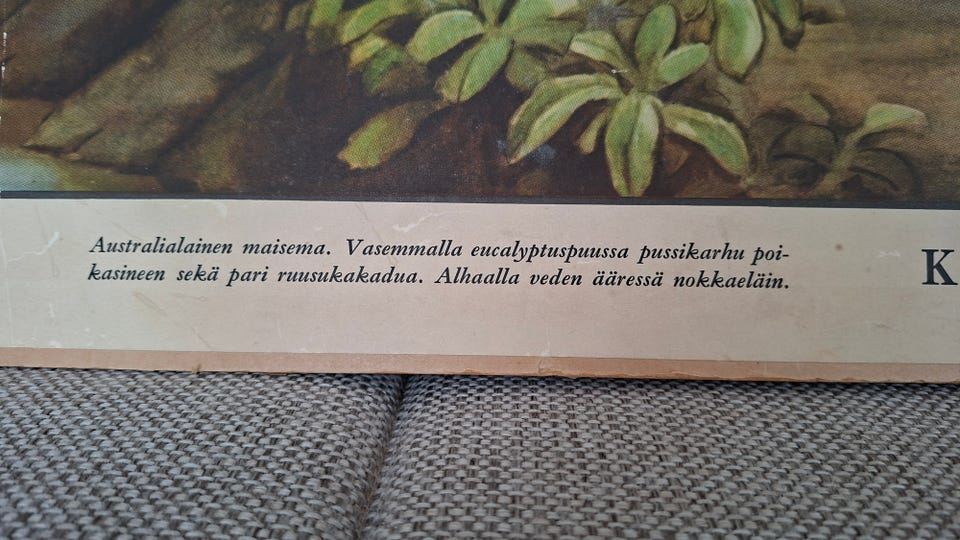 Australialainen maisema. Vasemmalla eucalyptuspuussa pussikarhu poi-
kasineen sekä pari ruusukakadua. Alhaalla veden ääressä nokkaeläin.
K